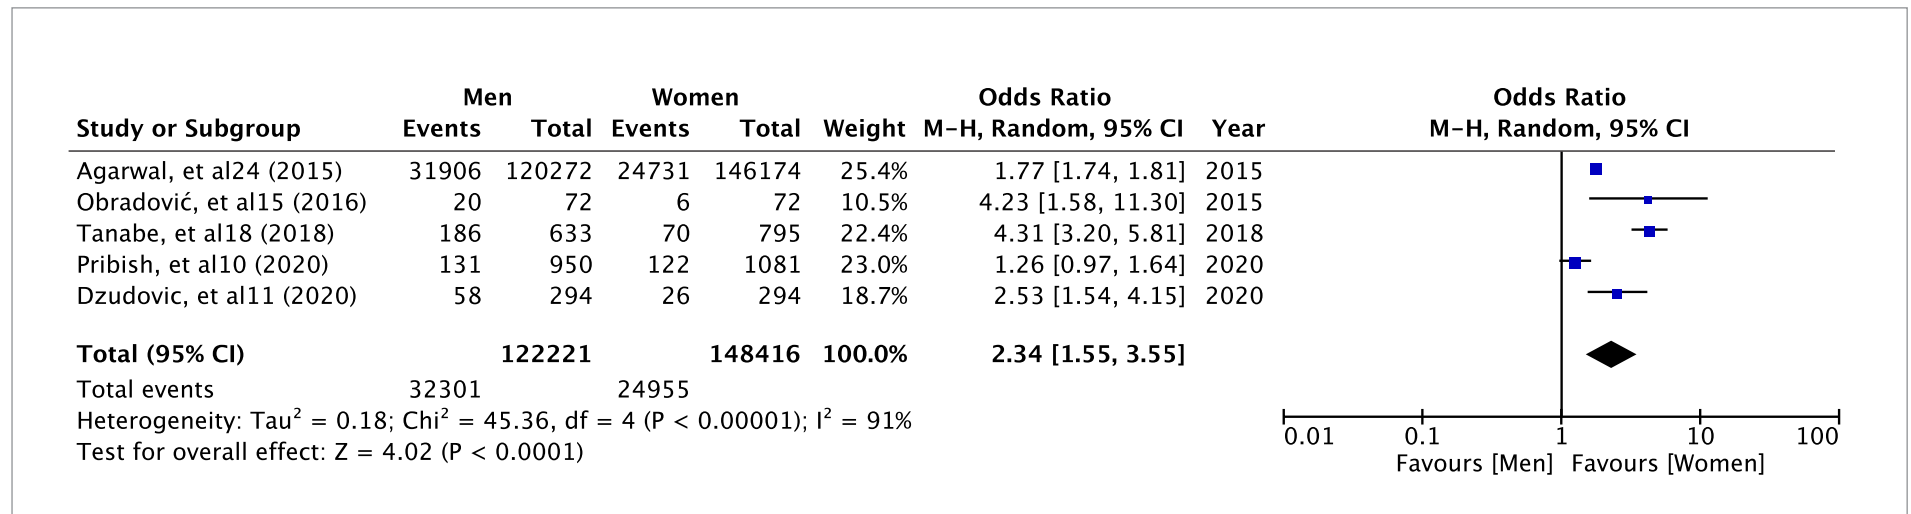 Men Women Odds Ratio Odds Ratio
Study or Subgroup Events Total Events Total Weight M-H, Random, 95% CI Year M-H, Random, 95% CI
Agarwal, et al24 (2015) 31906 120272 24731 146174 25.4% 1.77 [1.74, 1.81] 2015
Obradović, et al15 (2016) 20 72 6 72 10.5% 4.23 [1.58, 11.30] 2015
Tanabe, et al18 (2018) 186 633 70 795 22.4% 4.31 [3.20, 5.81] 2018
Pribish, et al10 (2020) 131 950 122 1081 23.0% 1.26 [0.97, 1.64] 2020
Dzudovic, et al11 (2020) 58 294 26 294 18.7% 2.53 [1.54, 4.15] 2020
Total (95% CI) 122221 148416 100.0% 2.34 [1.55, 3.55]
Total events 32301 24955
Heterogeneity: Tau² = 0.18; Chi² = 45.36, df = 4 (P < 0.00001); I² = 91%
Test for overall effect: Z = 4.02 (P < 0.0001)
0.01 0.1 1 10 100
Favours [Men] Favours [Women]